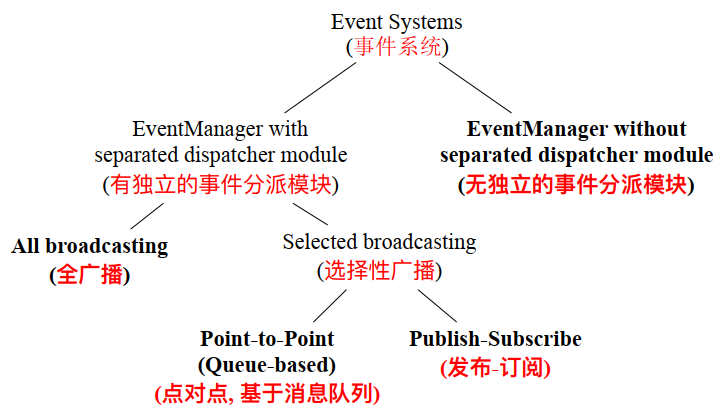 Event Systems
(事件系统)
EventManager with
separated dispatcher module
(有独立的事件分派模块)
EventManager without
separated dispatcher module
(无独立的事件分派模块)
All broadcasting
(全广播)
Selected broadcasting
(选择性广播)
Point-to-Point
(Queue-based)
(点对点, 基于消息队列)
Publish-Subscribe
(发布-订阅)